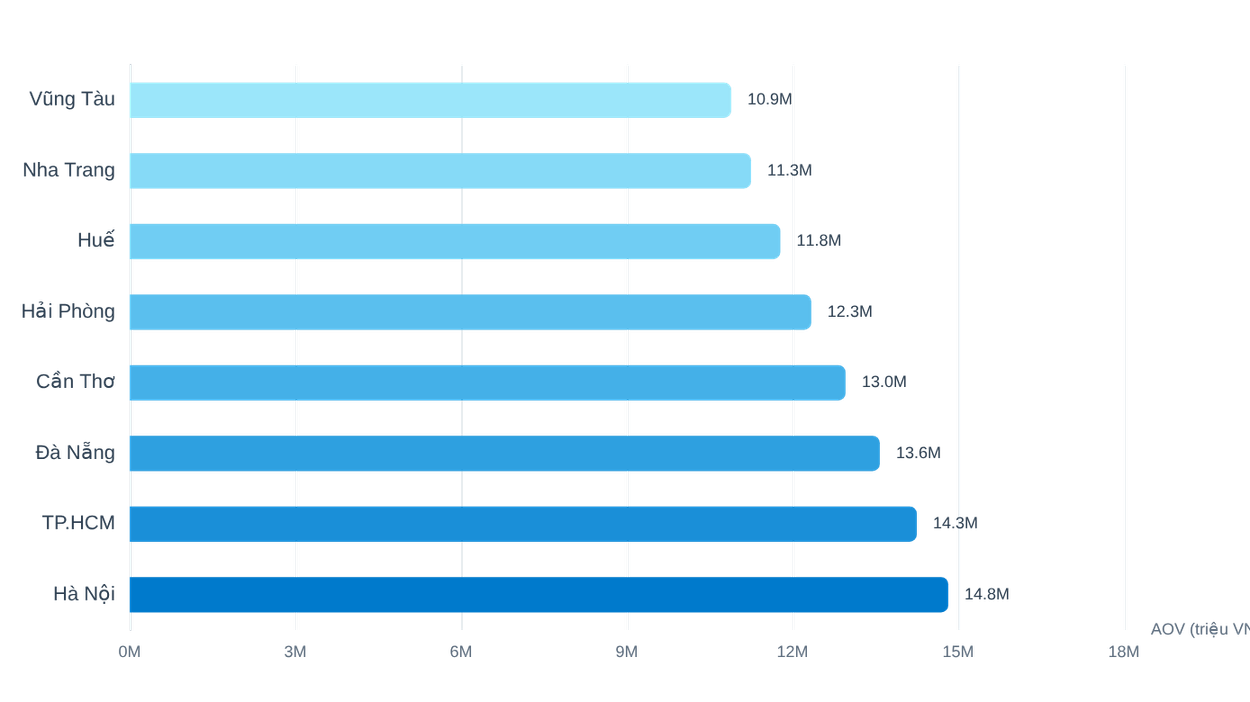 Vũng Tàu 10.9M
Nha Trang 11.3M
Huế 11.8M
Hải Phòng 12.3M
Cần Thơ 13.0M
Đà Nẵng 13.6M
TP.HCM 14.3M
Hà Nội 14.8M
AOV (triệu VN
0M 3M 6M 9M 12M 15M 18M